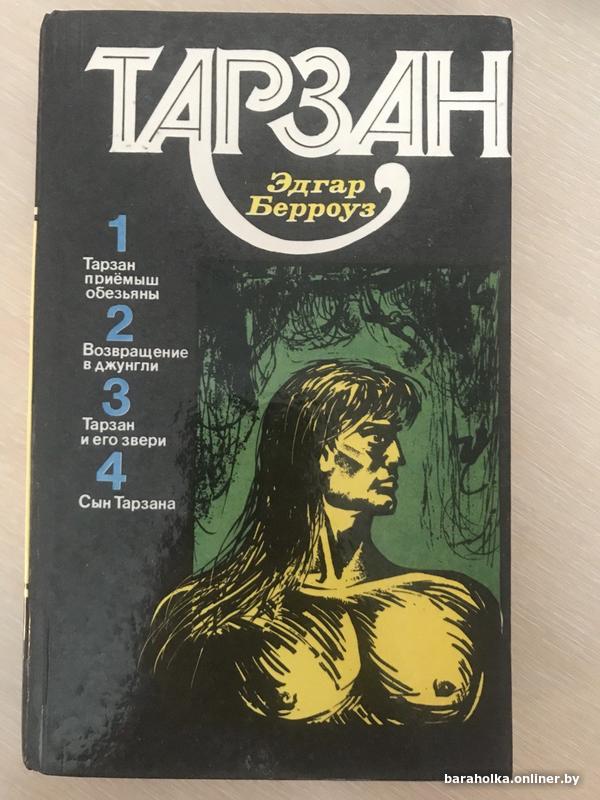 ТАРЗАН
Эдгар
Берроуз
1
Тарзан
приёмыш
обезьяны
2
Возвращение
в джунгли
3
Тарзан
и его звери
4
Сын Тарзана
baraholka.onliner.by